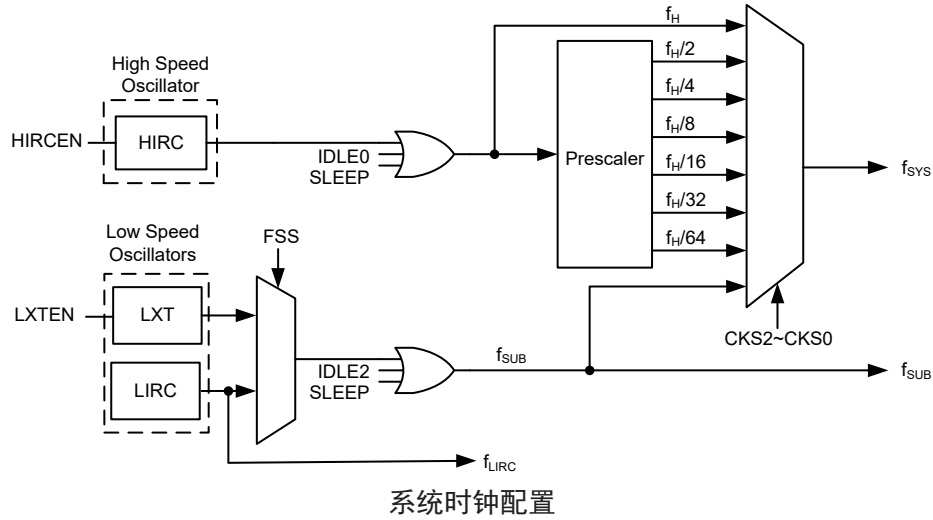 High Speed
Oscillator
HIRCEN
HIRC
IDLE0
SLEEP
fH
Prescaler
fH/2
fH/4
fH/8
fH/16
fH/32
fH/64
fSYS
CKS2~CKS0
Low Speed
Oscillators
FSS
LXTEN
LXT
LIRC
IDLE2
SLEEP
fSUB
fSUB
fLIRC
系统时钟配置